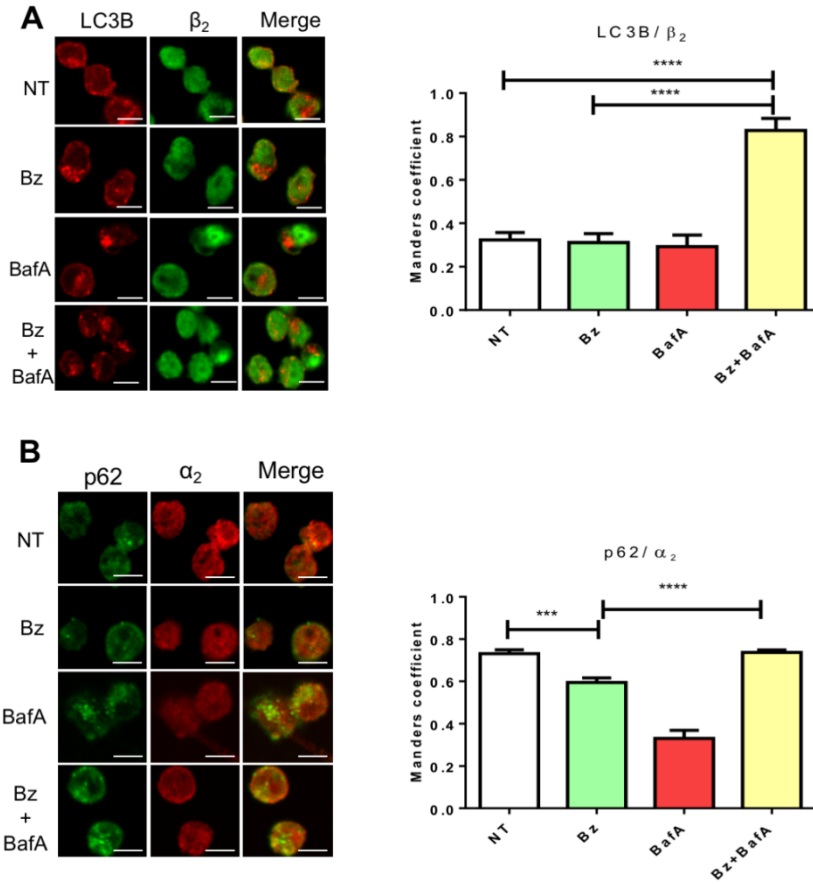 A
LC3B β₂ Merge
NT
Bz
BafA
Bz
+
BafA
LC3B/ β₂
****
****
Manders coefficient
1.0
0.8
0.6
0.4
0.2
0.0
NT
Bz
BafA
Bz+BafA
B
p62 α₂ Merge
NT
Bz
BafA
Bz
+
BafA
p62/ α₂
***
****
Manders coefficient
1.0
0.8
0.6
0.4
0.2
0.0
NT
Bz
BafA
Bz+BafA